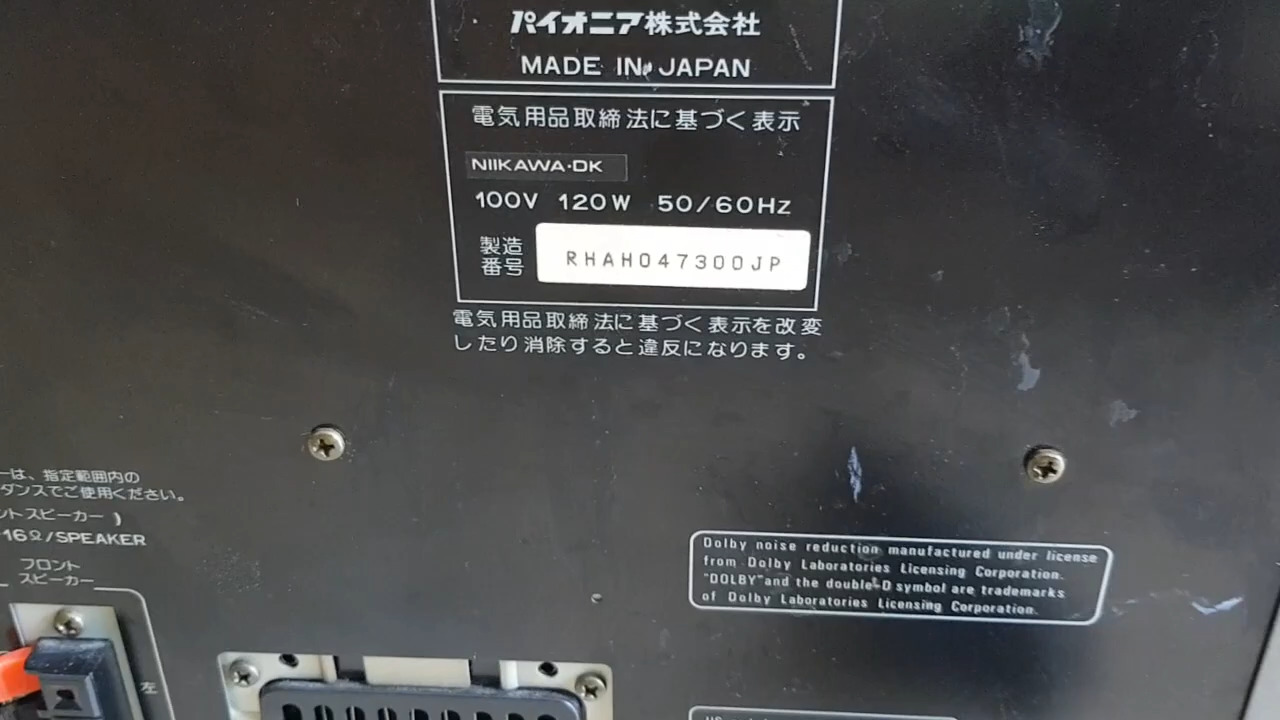 パイオニア株式会社
MADE IN JAPAN
電気用品取締法に基づく表示
NIIKAWA・DK
100V 120W 50/60Hz
製造
番号
RHAH047300JP
電気用品取締法に基づく表示を改変
したり消除すると違反になります。
ーは、指定範囲内の
ダンスでご使用ください。
ントスピーカー )
16Ω/SPEAKER
フロント
スピーカー
左
Dolby noise reduction manufactured under license
from Dolby Laboratories Licensing Corporation.
"DOLBY" and the double-D symbol are trademarks
of Dolby Laboratories Licensing Corporation.